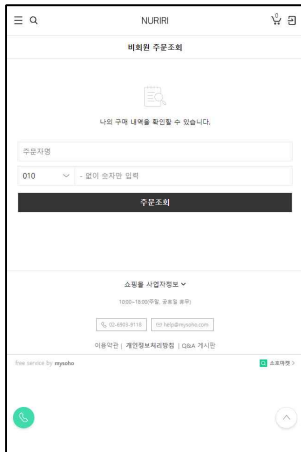 NURIRI
0
비회원 주문조회
나의 구매 내역을 확인할 수 있습니다.
주문자명
010 - 없이 숫자만 입력
주문조회
쇼핑몰 사업자정보
10:00~18:00(주말, 공휴일 휴무)
02-6903-8116 help@mysoho.com
이용약관 | 개인정보처리방침 | Q&A 게시판
free service by mysoho 소호마켓 >